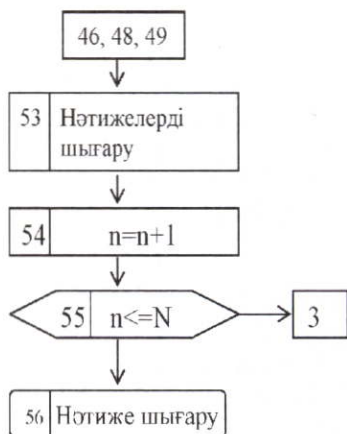 46, 48, 49
53 Нәтижелерді
шығару
54 n=n+1
55 n<=N 3
56 Нәтиже шығару